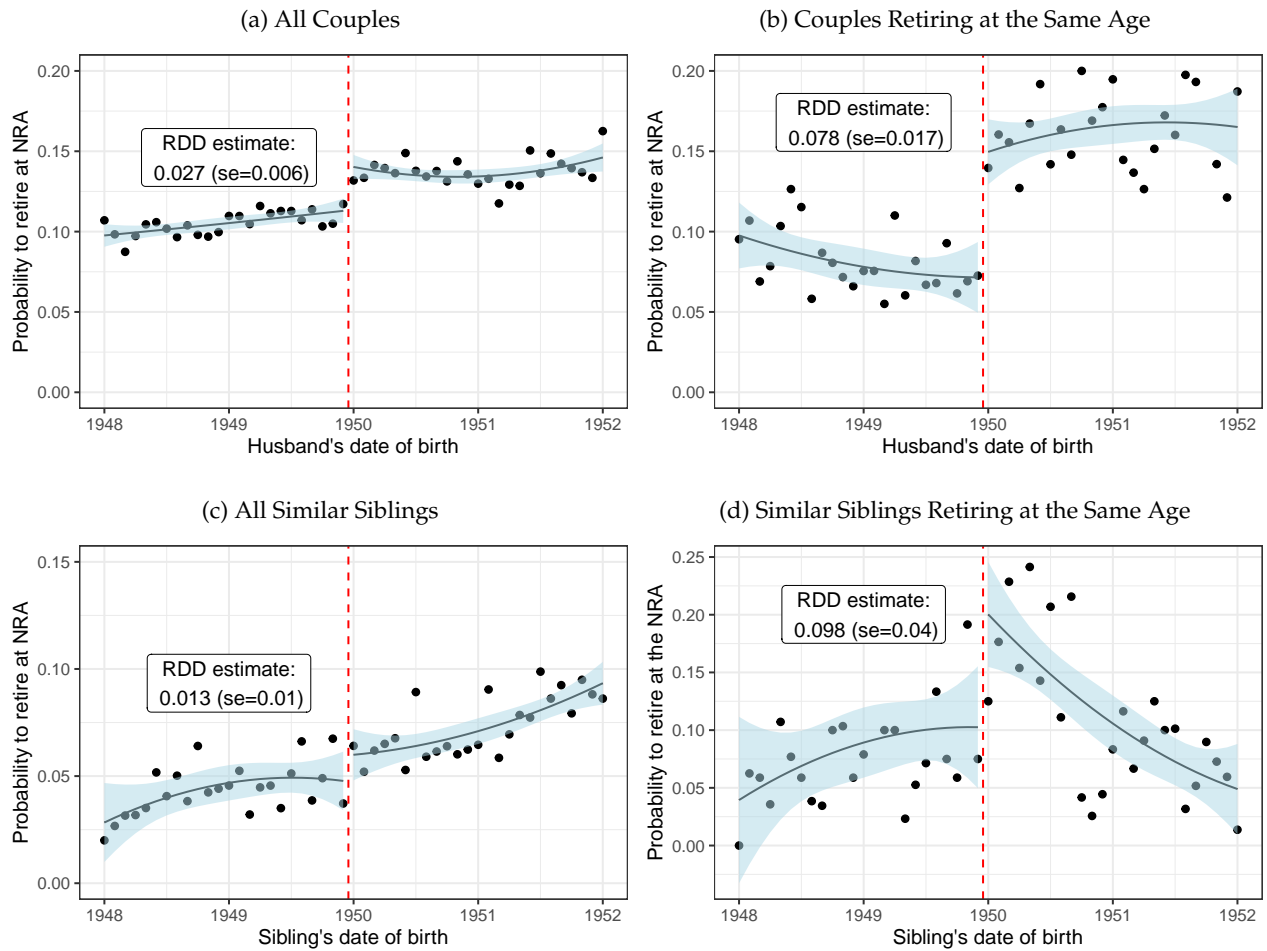 (a) All Couples
Probability to retire at NRA
0.20
0.15
0.10
0.05
0.00
RDD estimate:
0.027 (se=0.006)
1948 1949 1950 1951 1952
Husband's date of birth
(b) Couples Retiring at the Same Age
Probability to retire at NRA
0.20
0.15
0.10
0.05
0.00
RDD estimate:
0.078 (se=0.017)
1948 1949 1950 1951 1952
Husband's date of birth
(c) All Similar Siblings
Probability to retire at NRA
0.15
0.10
0.05
0.00
RDD estimate:
0.013 (se=0.01)
1948 1949 1950 1951 1952
Sibling's date of birth
(d) Similar Siblings Retiring at the Same Age
Probability to retire at the NRA
0.25
0.20
0.15
0.10
0.05
0.00
RDD estimate:
0.098 (se=0.04)
1948 1949 1950 1951 1952
Sibling's date of birth